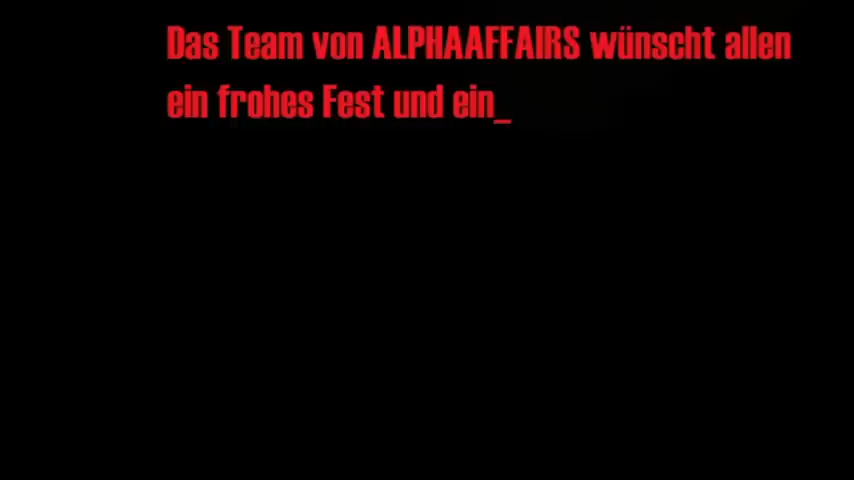 Das Team von ALPHAAFFAIRS wünscht allen
ein frohes Fest und ein_